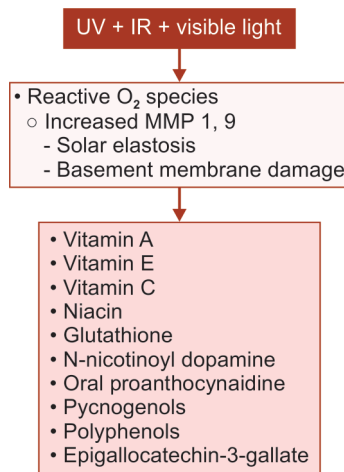 UV + IR + visible light
• Reactive O₂ species
○ Increased MMP 1, 9
- Solar elastosis
- Basement membrane damage
• Vitamin A
• Vitamin E
• Vitamin C
• Niacin
• Glutathione
• N-nicotinoyl dopamine
• Oral proanthocynaidine
• Pycnogenols
• Polyphenols
• Epigallocatechin-3-gallate